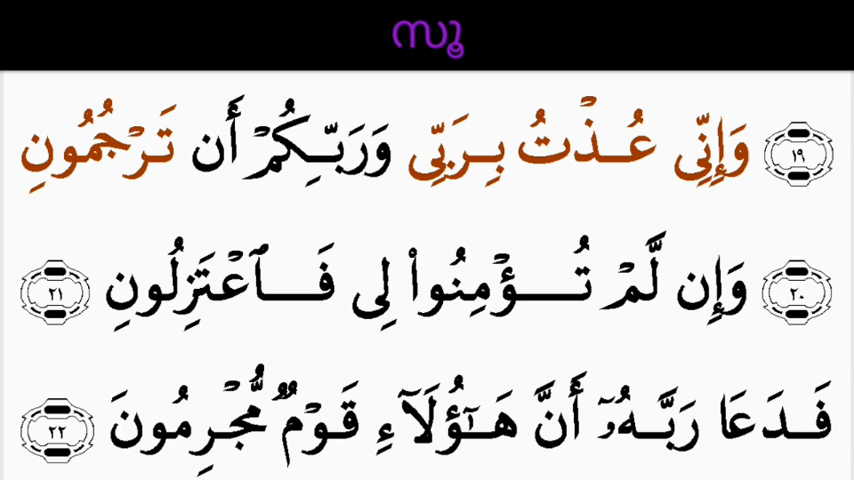 സൂ
١٩ وَإِنِّى عُذْتُ بِرَبِّى وَرَبِّكُمْ أَن تَرْجُمُونِ
٢٠ وَإِن لَّمْ تُؤْمِنُوا۟ لِى فَٱعْتَزِلُونِ ٢١
فَدَعَا رَبَّهُۥٓ أَنَّ هَـٰٓؤُلَآءِ قَوْمٌ مُّجْرِمُونَ ٢٢